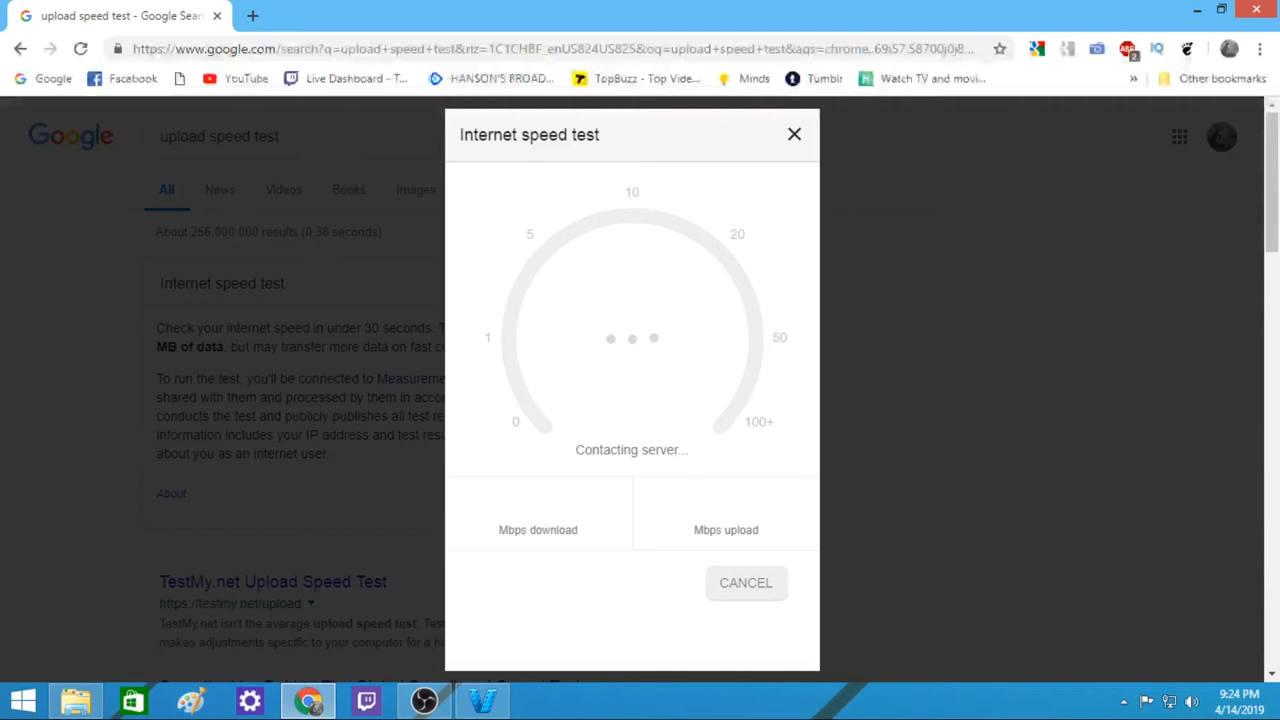 upload speed test - Google Sear
https://www.google.com/search?q=upload+speed+test&rlz=1C1CHBF_enUS824US825&oq=upload+speed+test&aqs=chrome..69i57.58700j0j8...
2
Google
Facebook
YouTube
Live Dashboard - T...
HANSON'S BROAD...
TopBuzz - Top Vide...
Minds
Tumblr
Watch TV and movi...
»
Other bookmarks
Google
upload speed test
All
News
Videos
Books
Images
About 256,000,000 results (0.38 seconds)
Internet speed test
Check your internet speed in under 30 seconds. T
MB of data, but may transfer more data on fast c
To run the test, you'll be connected to Measureme
shared with them and processed by them in accor
conducts the test and publicly publishes all test re
information includes your IP address and test resu
about you as an internet user.
About
TestMy.net Upload Speed Test
https://testmy.net/upload
TestMy.net isn't the average upload speed test. Test
makes adjustments specific to your computer for a b
Internet speed test
0
1
5
10
20
50
100+
Contacting server...
Mbps download
Mbps upload
CANCEL
9:24 PM
4/14/2019